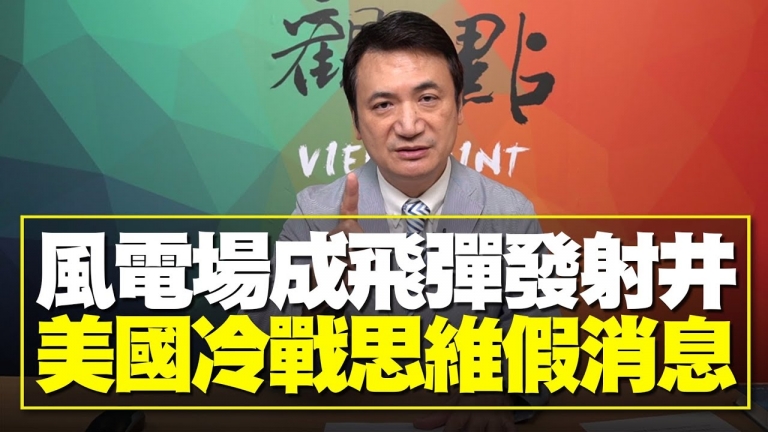 觀點
風電場成飛彈發射井
美國冷戰思維假消息